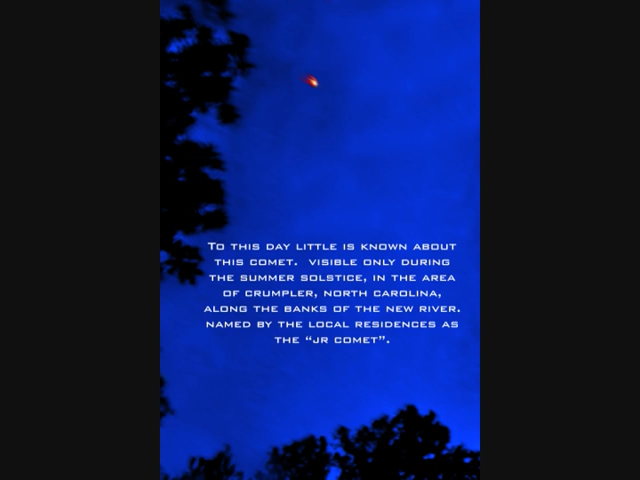 To this day little is known about
this comet. visible only during
the summer solstice, in the area
of crumpler, north carolina,
along the banks of the new river.
named by the local residences as
the “jr comet”.